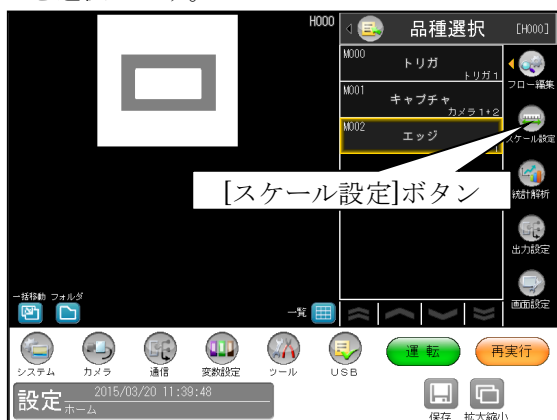 H000
品種選択
[H000]
M000
トリガ
トリガ1
M001
キャプチャ
カメラ1+2
M002
エッジ
フロー編集
スケール設定
[スケール設定]ボタン
統計解析
出力設定
画面設定
一括移動 フォルダ
一覧
システム
カメラ
通信
変数設定
ツール
USB
運転
再実行
設定
2015/03/20 11:39:48
ホーム
保存
拡大縮小